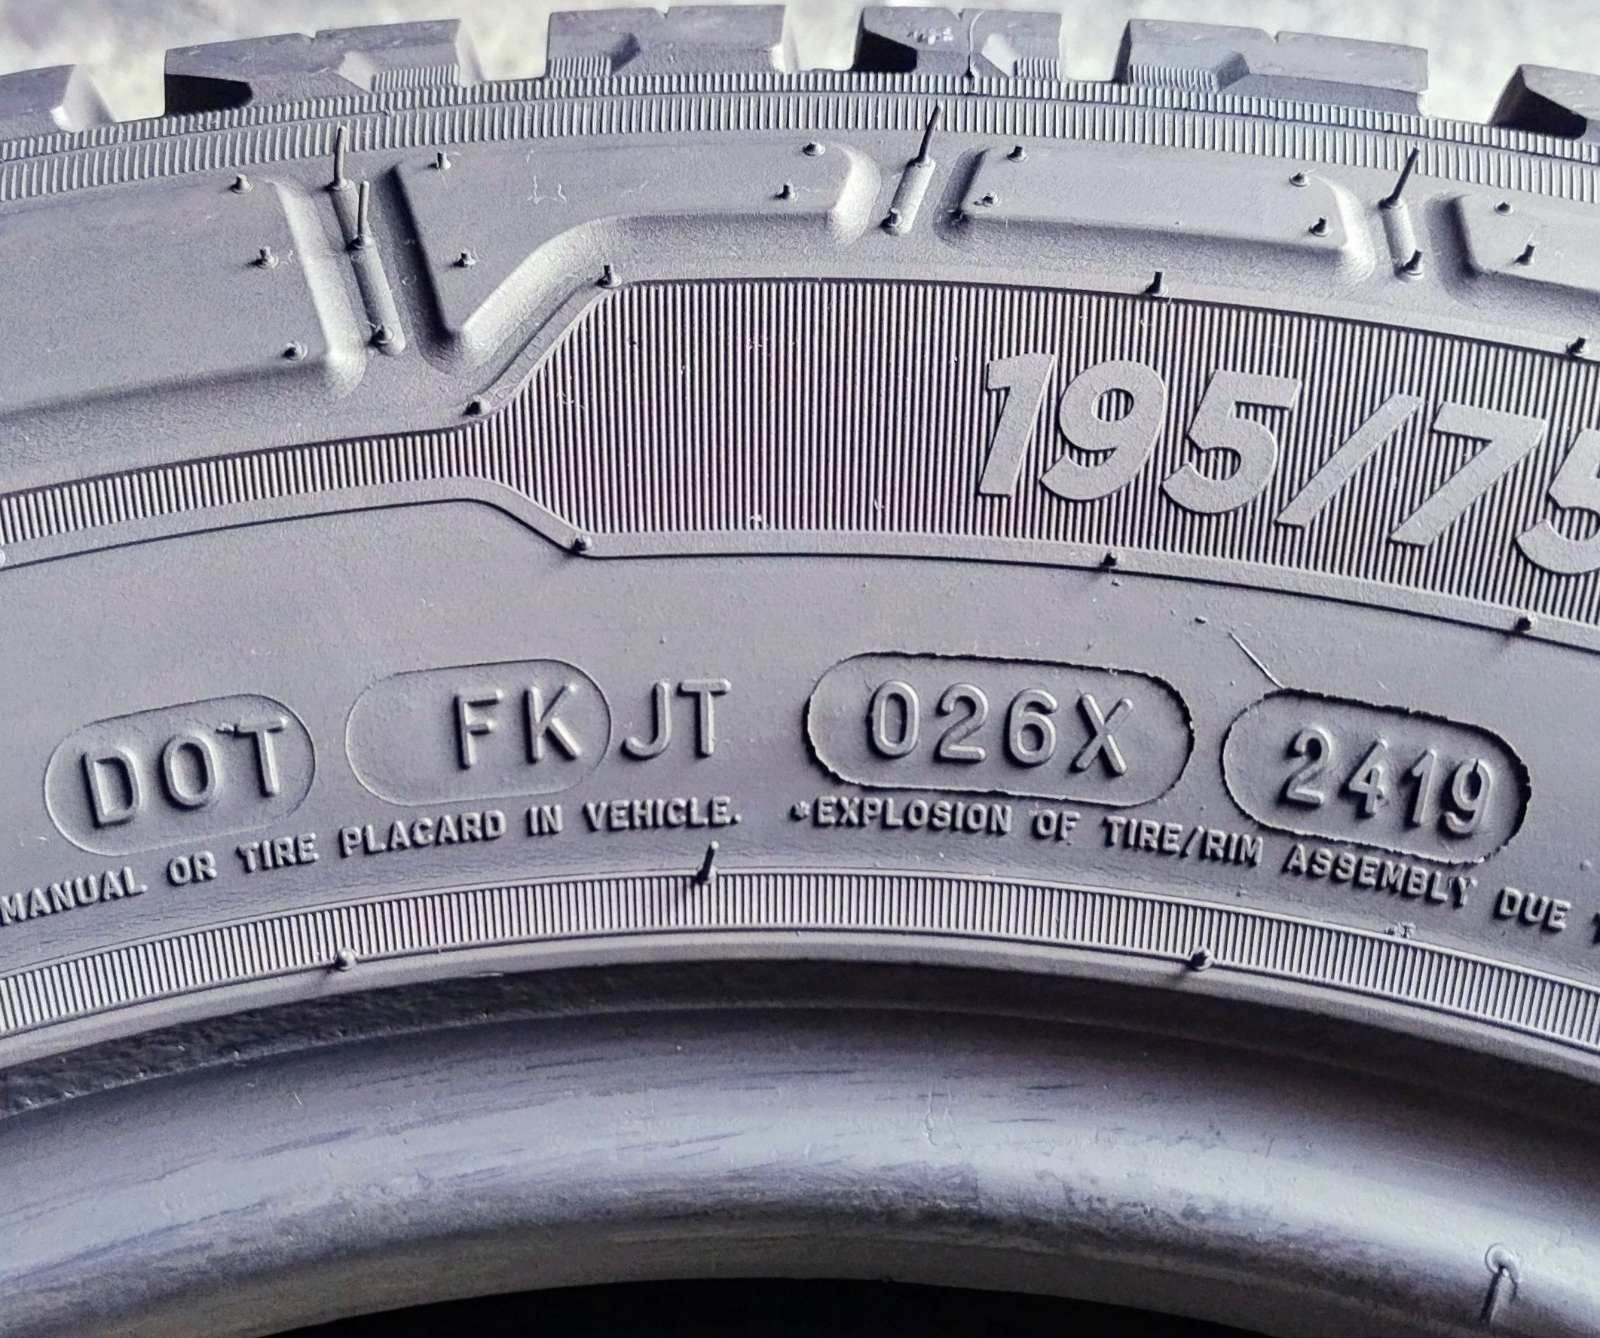 195/75
DOT FK JT 026X 2419
MANUAL OR TIRE PLACARD IN VEHICLE. •EXPLOSION OF TIRE/RIM ASSEMBLY DUE